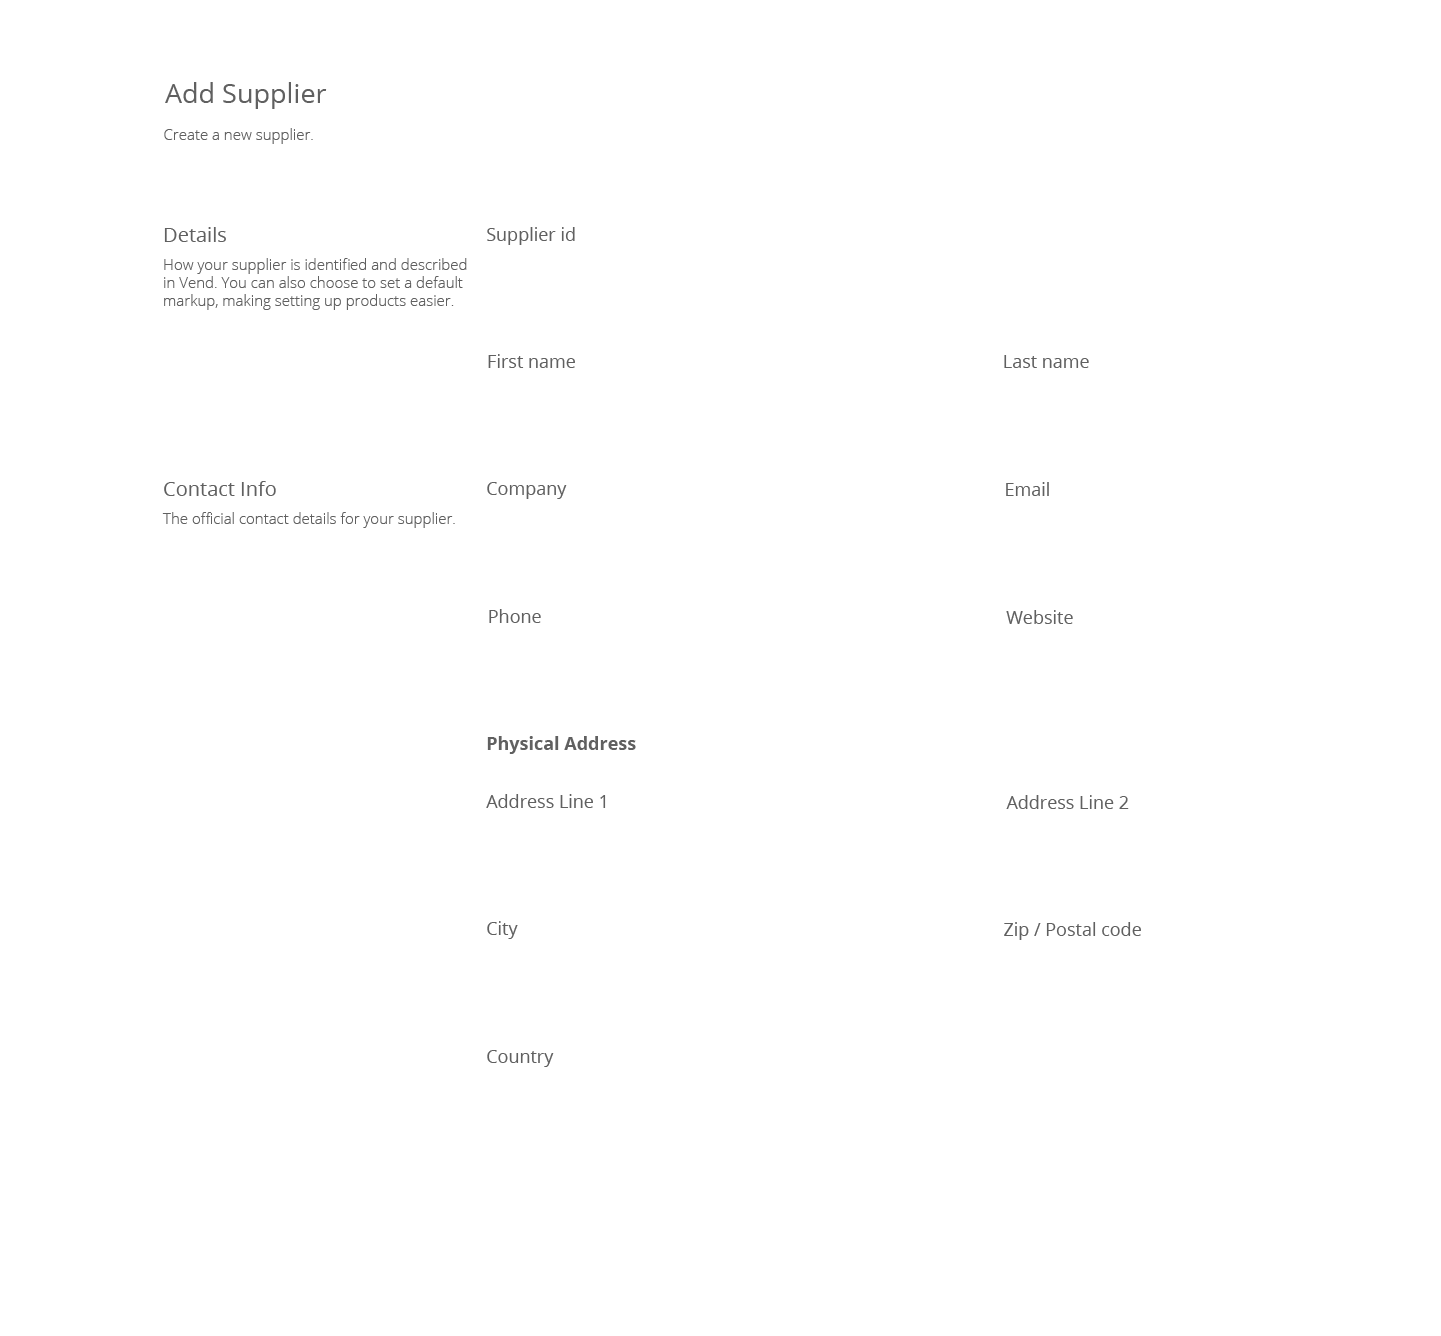 Add Supplier
Create a new supplier.
Details
How your supplier is identified and described
in Vend. You can also choose to set a default
markup, making setting up products easier.
Supplier id
First name
Last name
Contact Info
The official contact details for your supplier.
Company
Email
Phone
Website
Physical Address
Address Line 1
Address Line 2
City
Zip / Postal code
Country